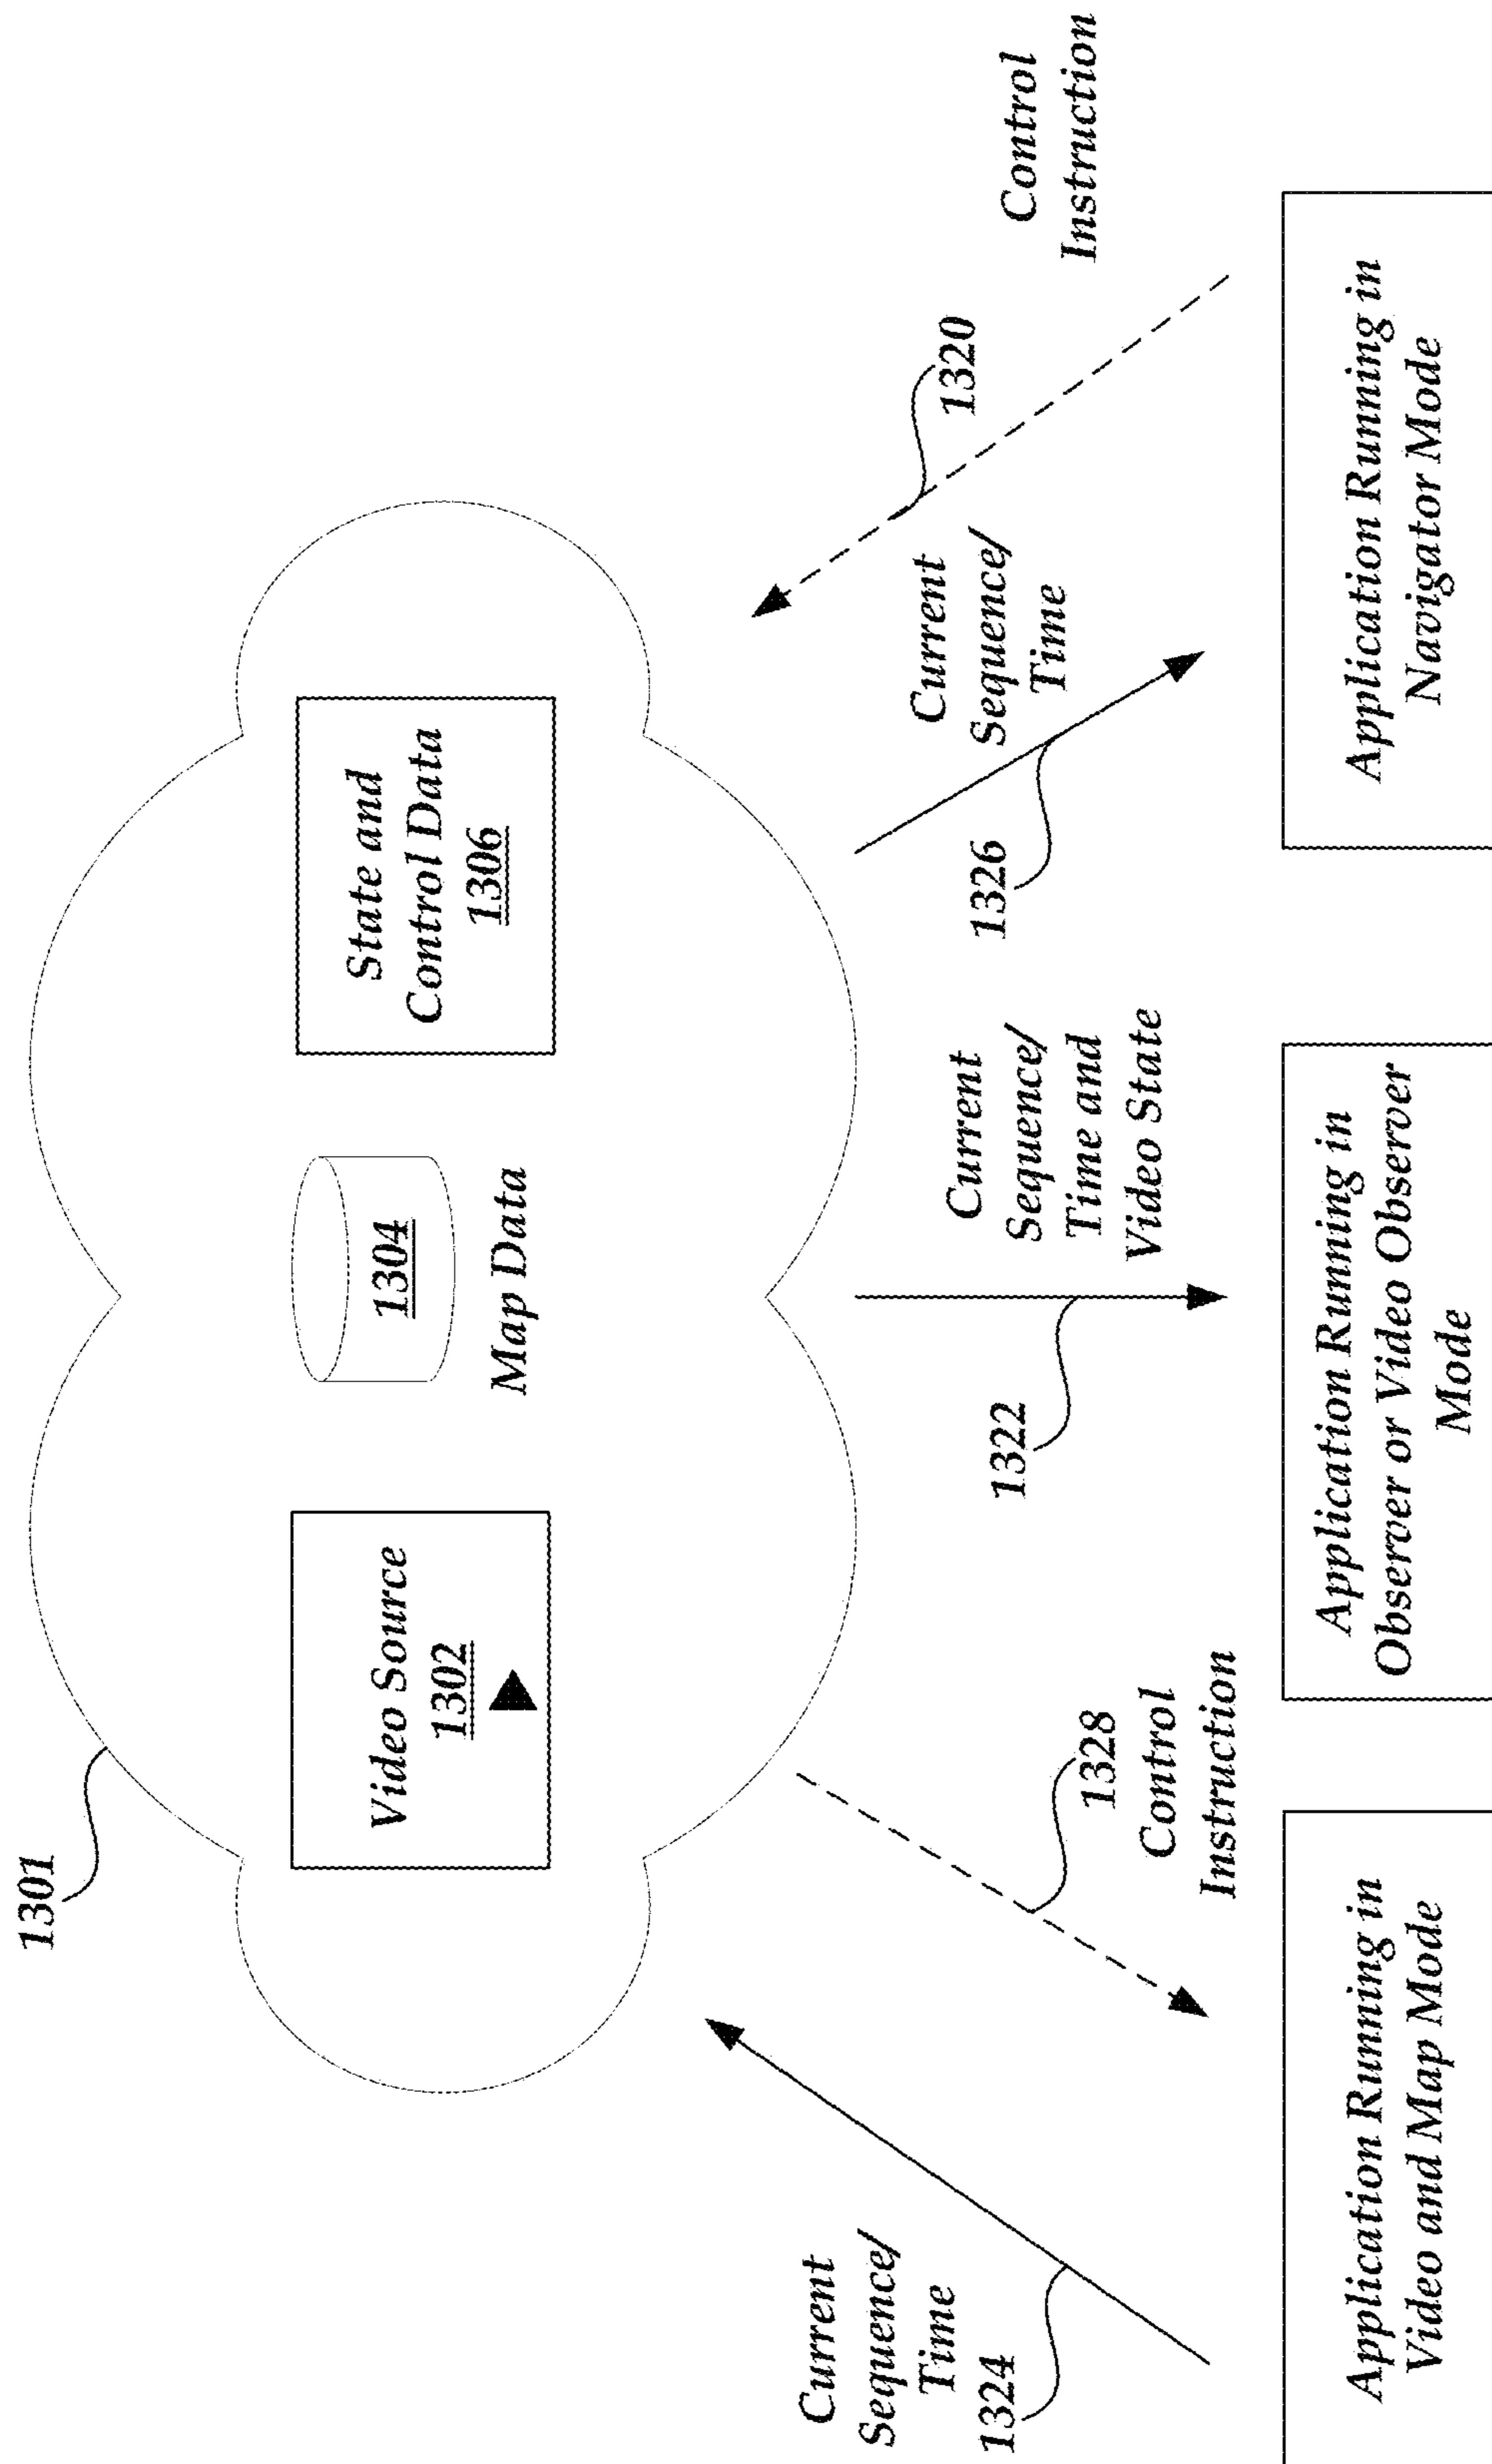 1301
Video Source
1302
1304
Map Data
State and
Control Data
1306
Current
Sequence/
Time
1324
1328
Control
Instruction
1322
Current
Sequence/
Time and
Video State
1326
Current
Sequence/
Time
1320
Control
Instruction
Application Running in
Video and Map Mode
Application Running in
Observer or Video Observer
Mode
Application Running in
Navigator Mode